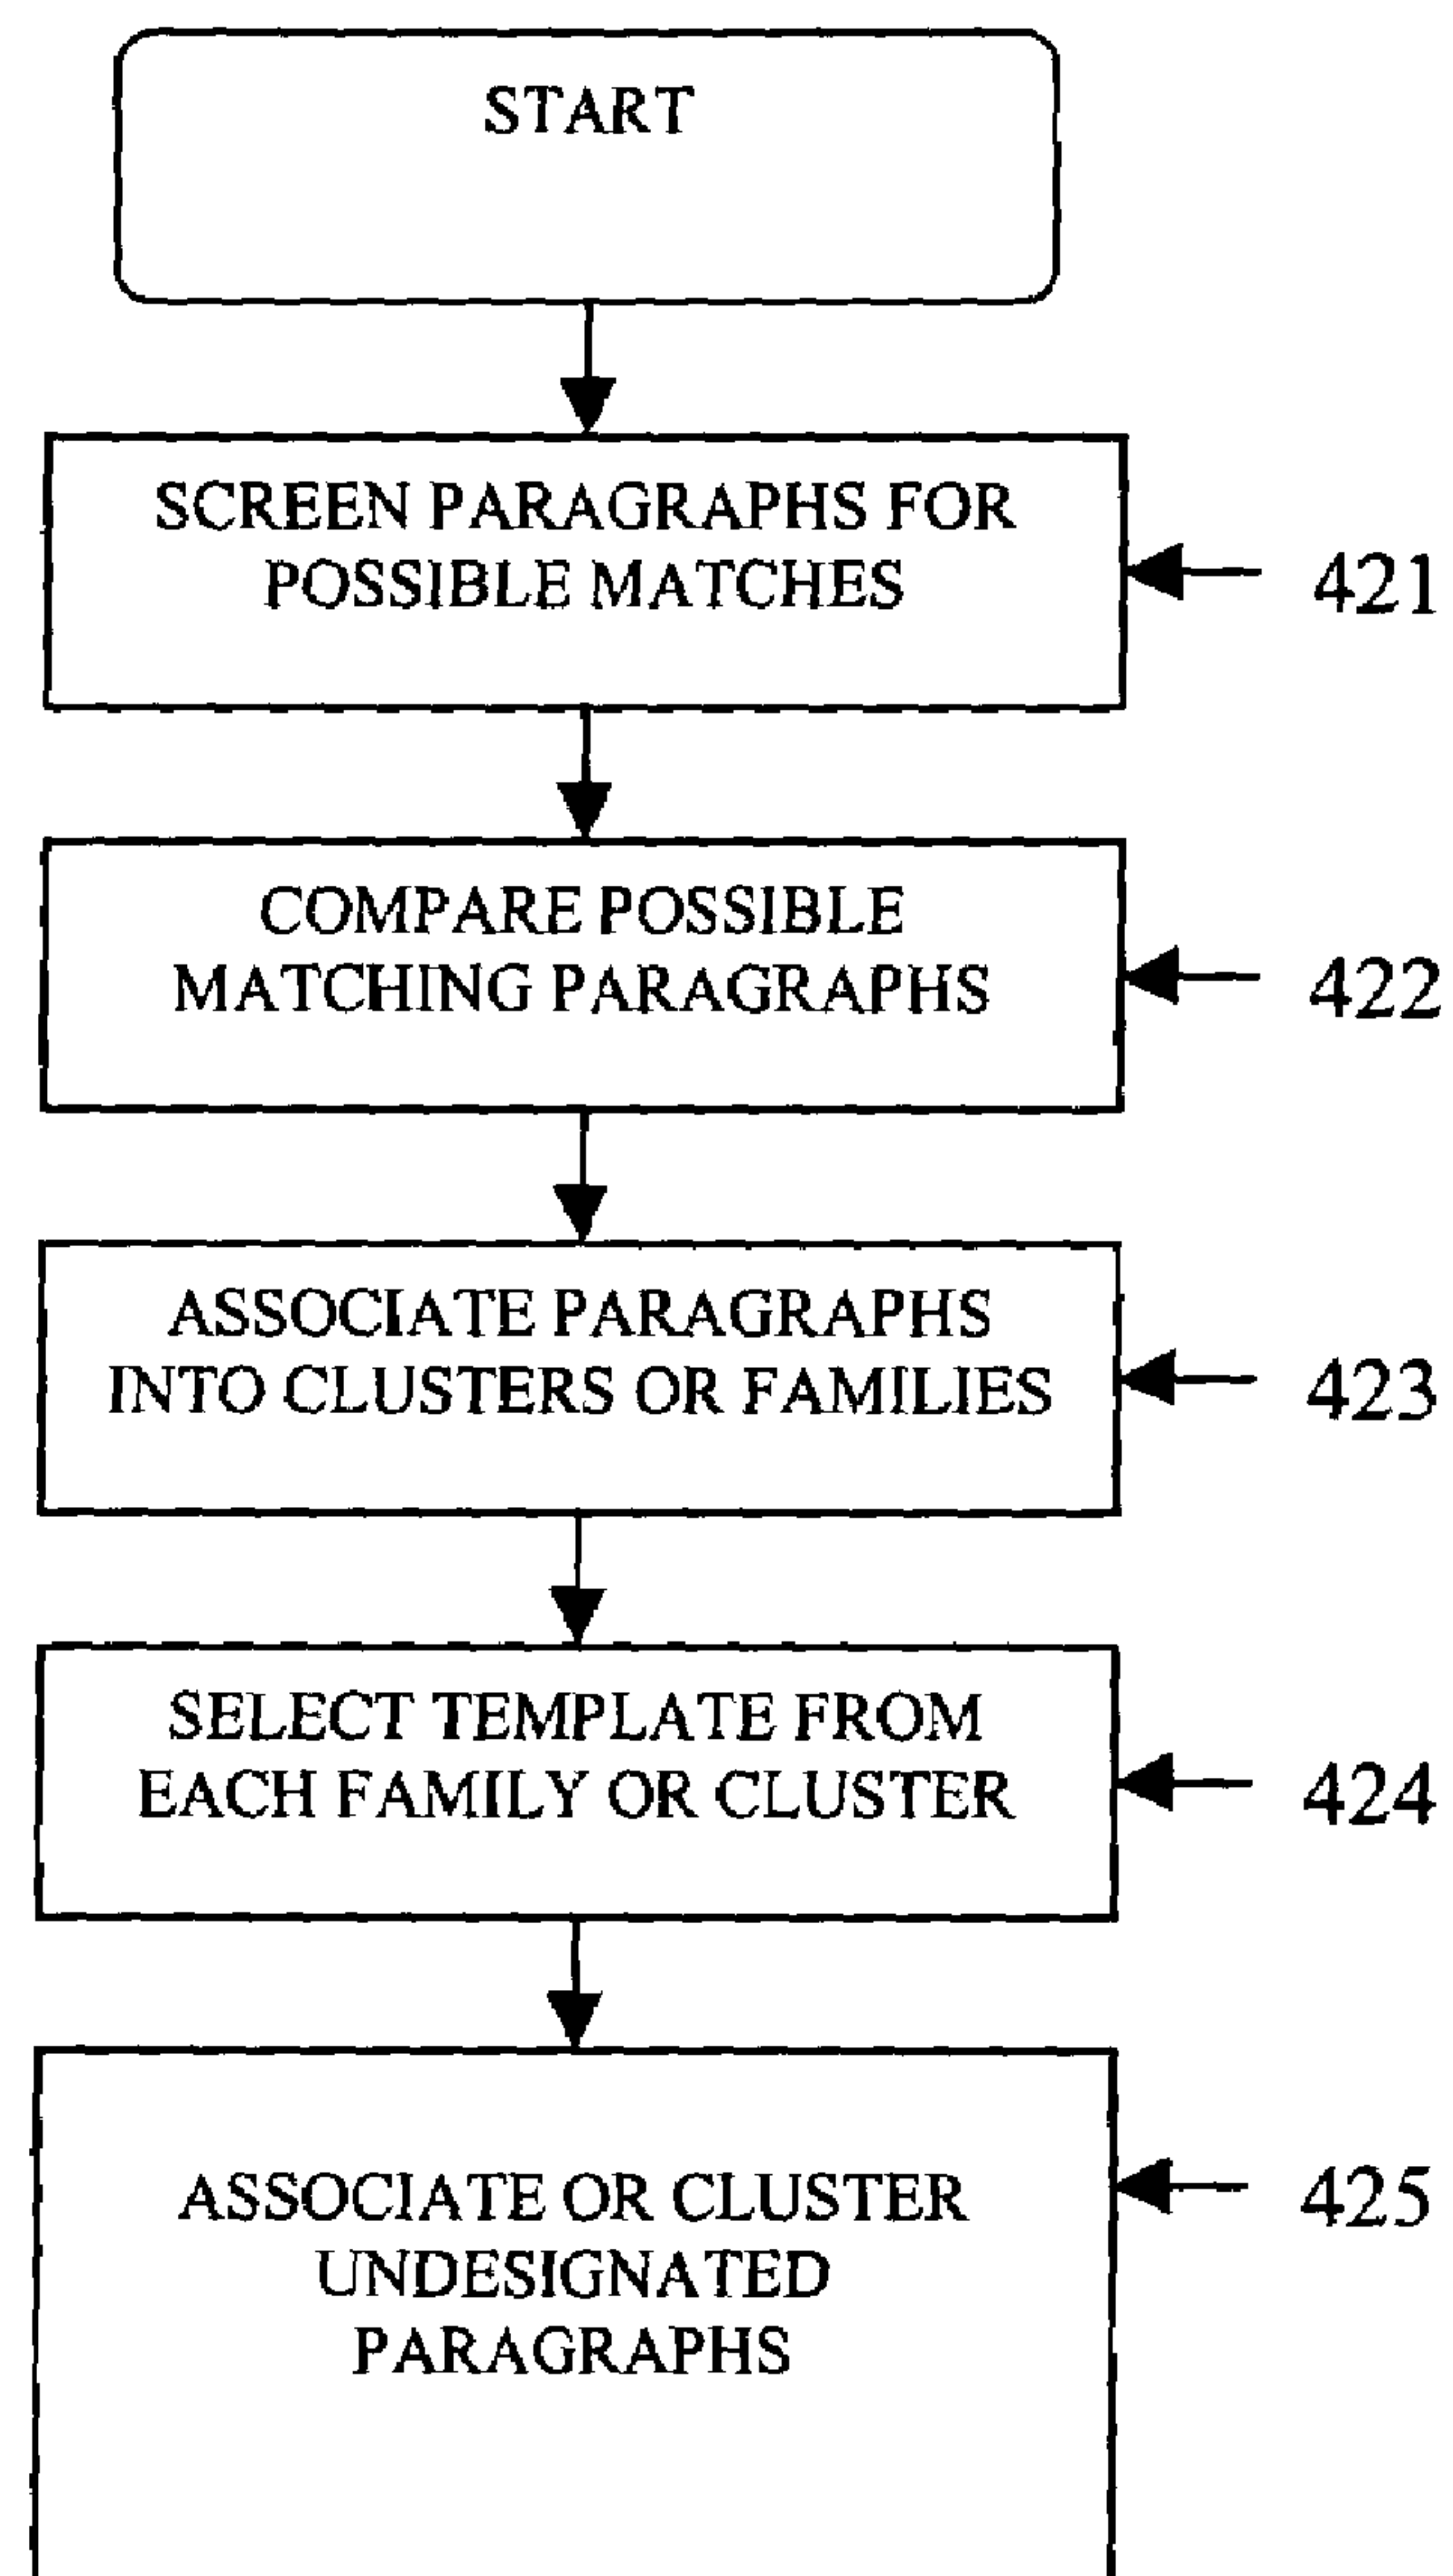 START
SCREEN PARAGRAPHS FOR
POSSIBLE MATCHES
421
COMPARE POSSIBLE
MATCHING PARAGRAPHS
422
ASSOCIATE PARAGRAPHS
INTO CLUSTERS OR FAMILIES
423
SELECT TEMPLATE FROM
EACH FAMILY OR CLUSTER
424
ASSOCIATE OR CLUSTER
UNDESIGNATED
PARAGRAPHS
425